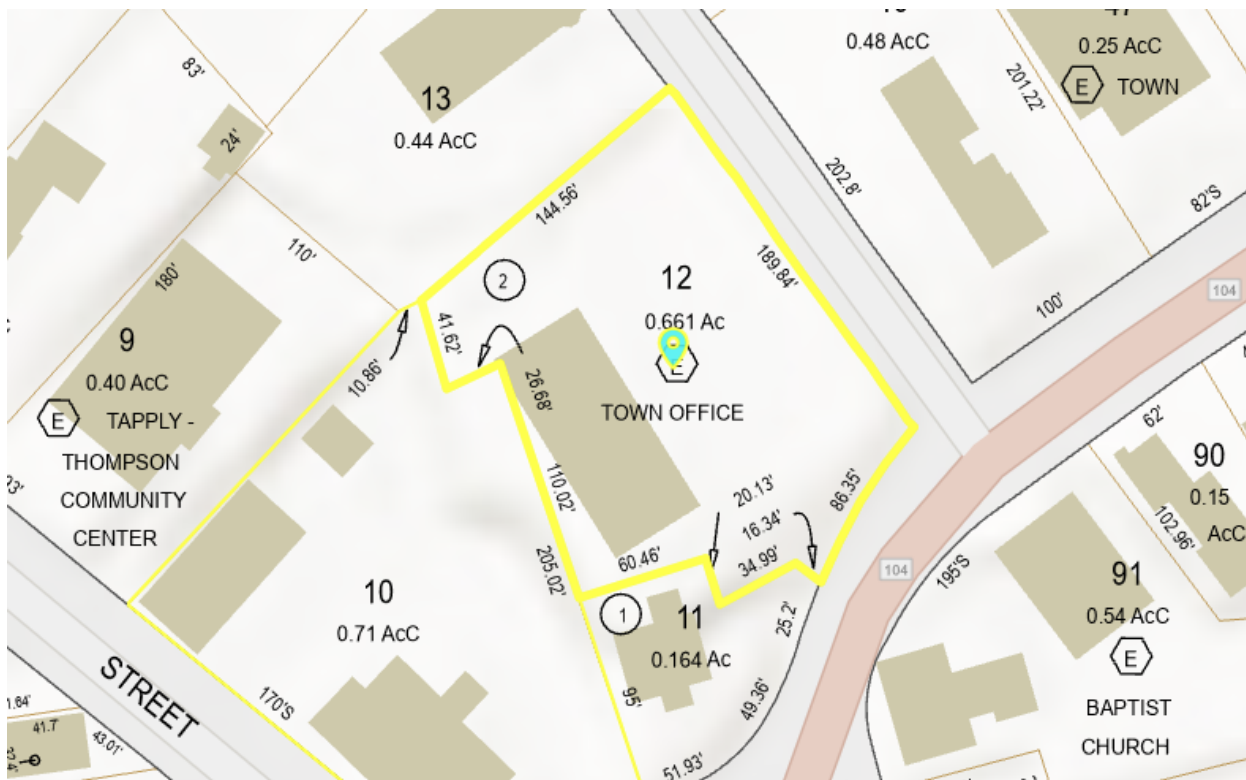 47
0.48 AcC
0.25 AcC
E
TOWN
83'
13
0.44 AcC
24'
201.22'
202.8'
82'S
144.56'
110'
180'
2
12
0.661 Ac
E
TOWN OFFICE
189.84'
100'
104
9
0.40 AcC
E
TAPPLY -
THOMPSON
COMMUNITY
CENTER
10.86'
41.62'
26.68'
62'
90
0.15
AcC
102.96'
110.02'
20.13'
16.34'
34.99'
86.35'
60.46'
205.02'
104
195'S
91
0.54 AcC
E
BAPTIST
CHURCH
10
0.71 AcC
1
11
0.164 Ac
25.2'
95'
49.36'
51.93'
STREET
170'S
41.7'
43.01'